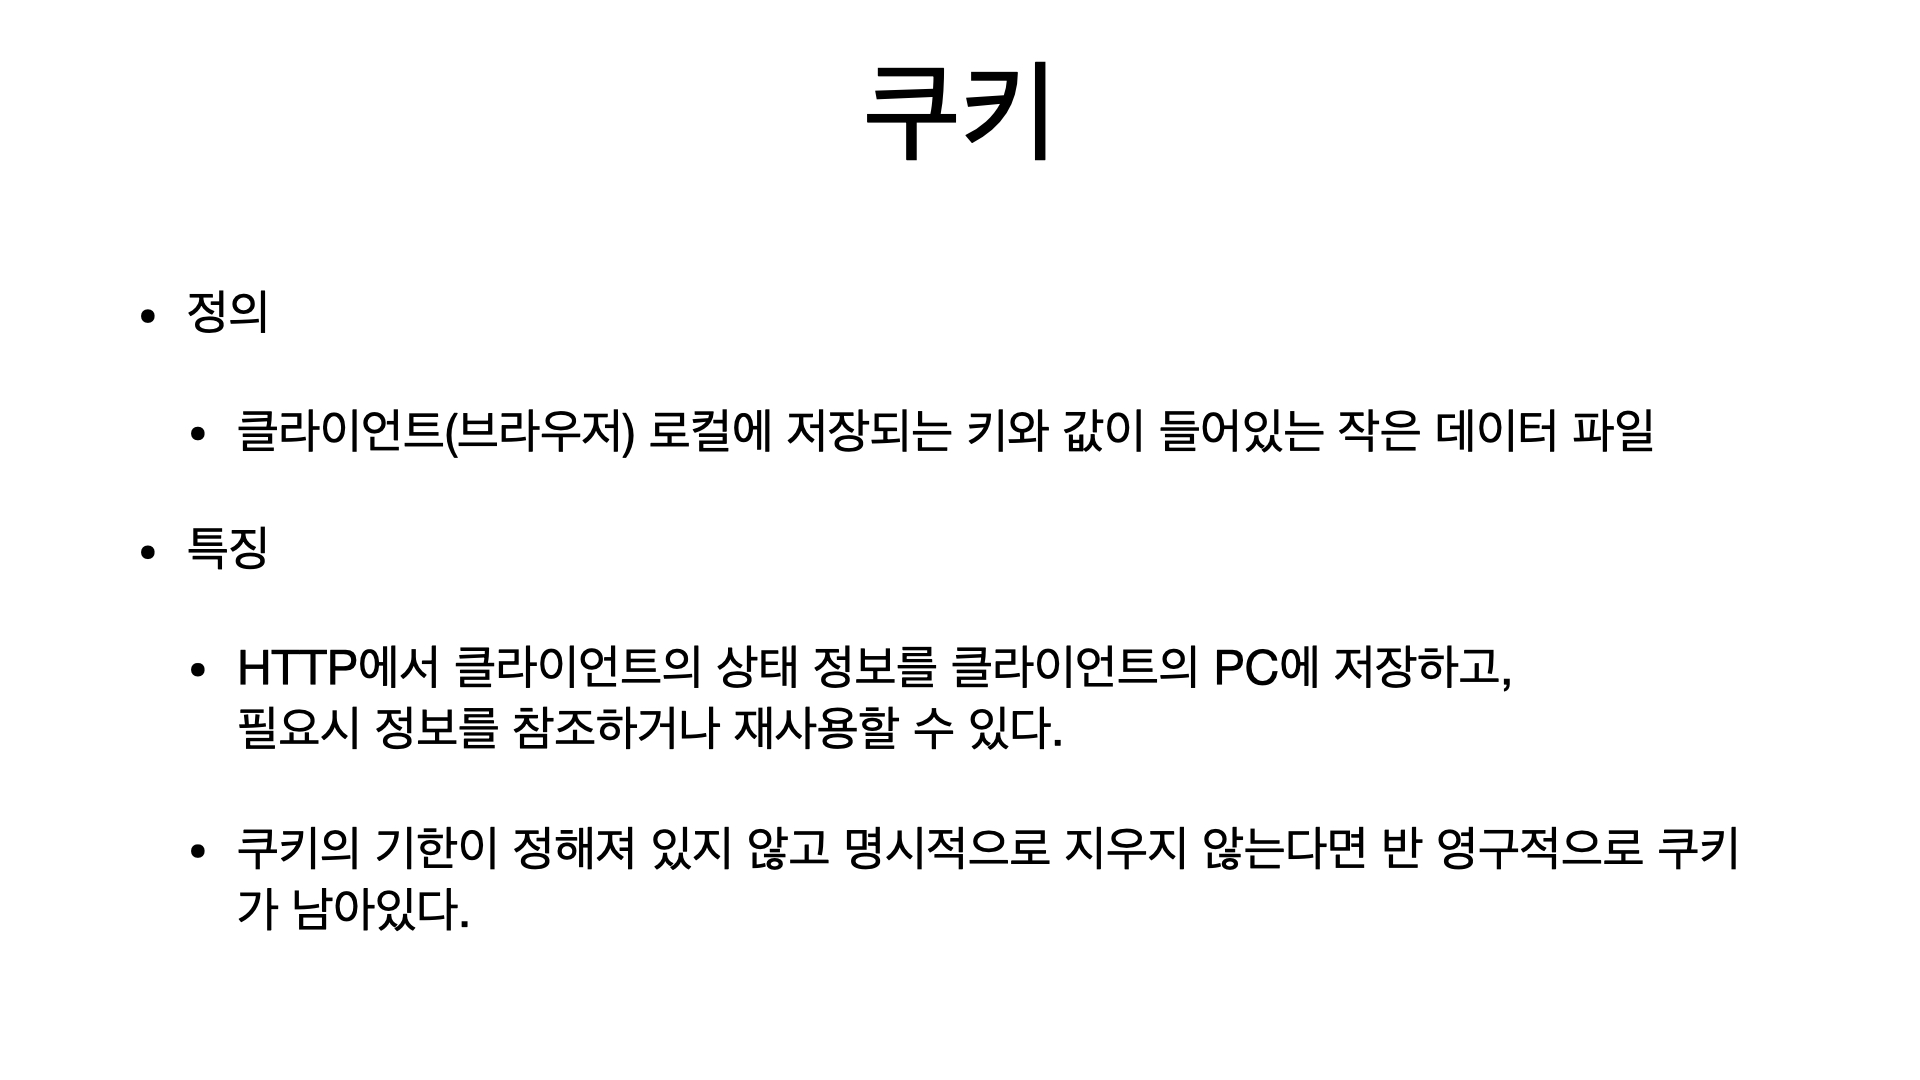 쿠키
• 정의
• 클라이언트(브라우저) 로컬에 저장되는 키와 값이 들어있는 작은 데이터 파일
• 특징
• HTTP에서 클라이언트의 상태 정보를 클라이언트의 PC에 저장하고,
필요시 정보를 참조하거나 재사용할 수 있다.
• 쿠키의 기한이 정해져 있지 않고 명시적으로 지우지 않는다면 반 영구적으로 쿠키
가 남아있다.